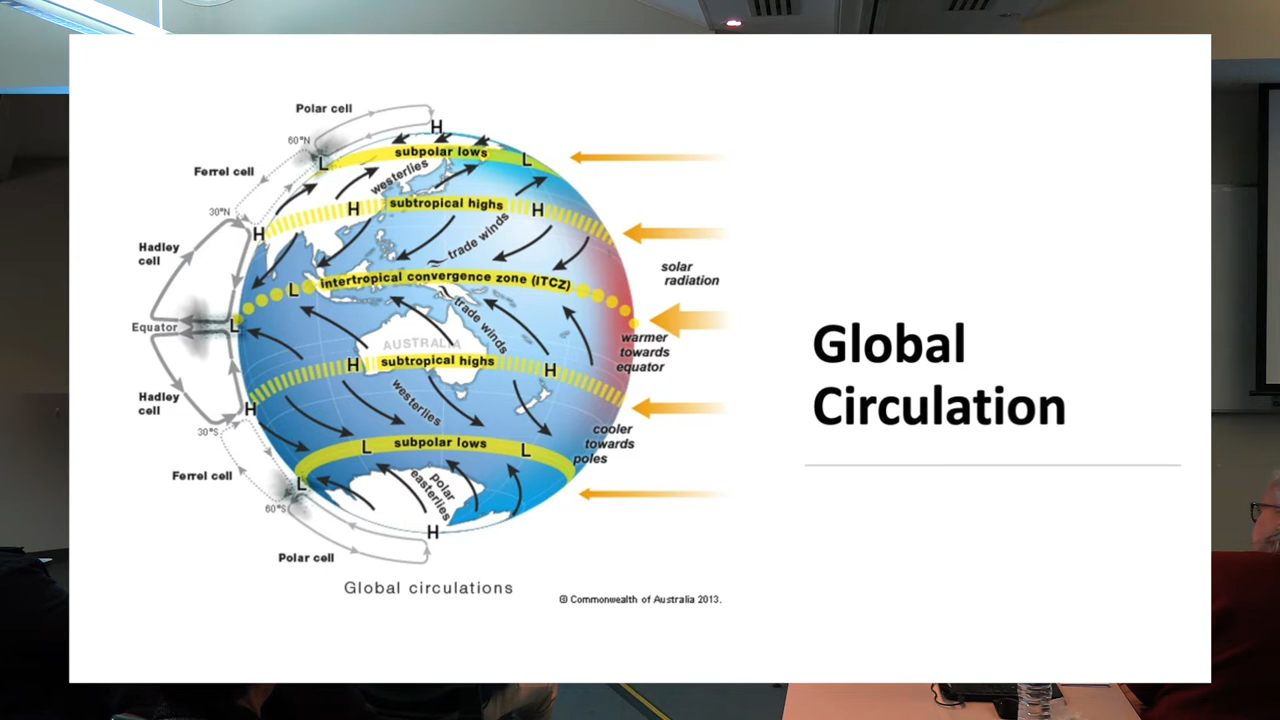 Polar cell
H
60°N
subpolar lows
L
L
Ferrel cell
westerlies
30°N
H
subtropical highs
H
H
trade winds
Hadley
cell
solar
radiation
intertropical convergence zone (ITCZ)
L
Equator
L
trade winds
AUSTRALIA
warmer
towards
equator
H
subtropical highs
H
Hadley
cell
westerlies
H
30°S
cooler
towards
poles
L
subpolar lows
L
Ferrel cell
L
polar
easterlies
60°S
H
Polar cell
Global circulations
© Commonwealth of Australia 2013.
Global
Circulation